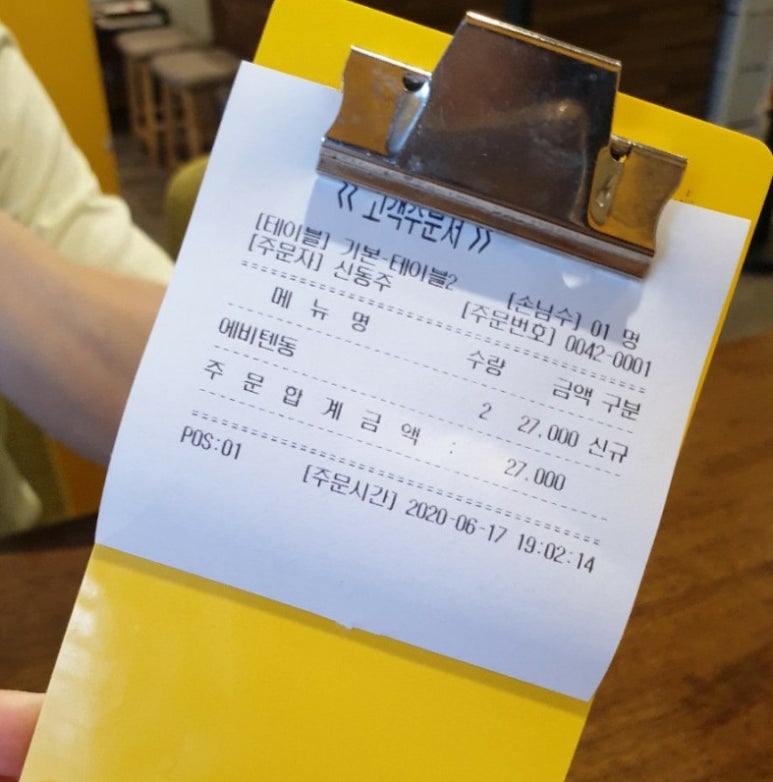 << 고객주문서 >>
[테이블] 기본-테이블2 [손님수] 01 명
[주문자] 신동주 [주문번호] 0042-0001
메 뉴 명 수량 금액 구분
에비텐동 2 27,000 신규
주 문 합 계 금 액 : 27,000
POS:01 [주문시간] 2020-06-17 19:02:14